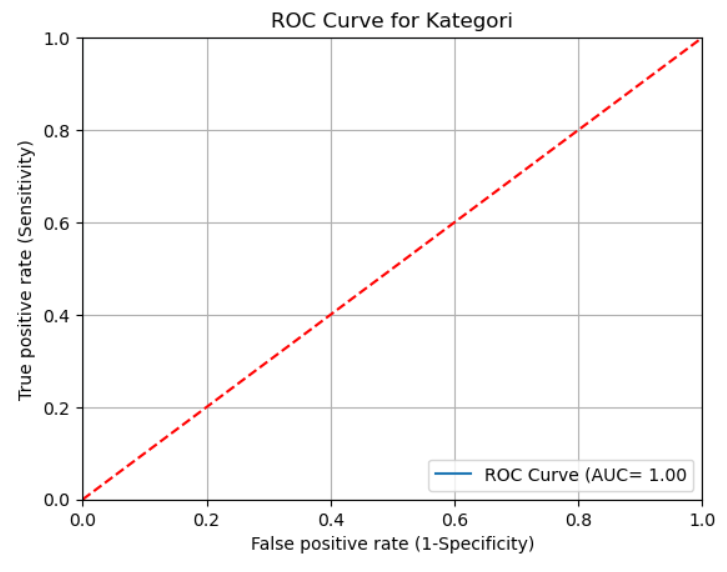 ROC Curve for Kategori
True positive rate (Sensitivity)
1.0
0.8
0.6
0.4
0.2
0.0
ROC Curve (AUC= 1.00
0.0 0.2 0.4 0.6 0.8 1.0
False positive rate (1-Specificity)